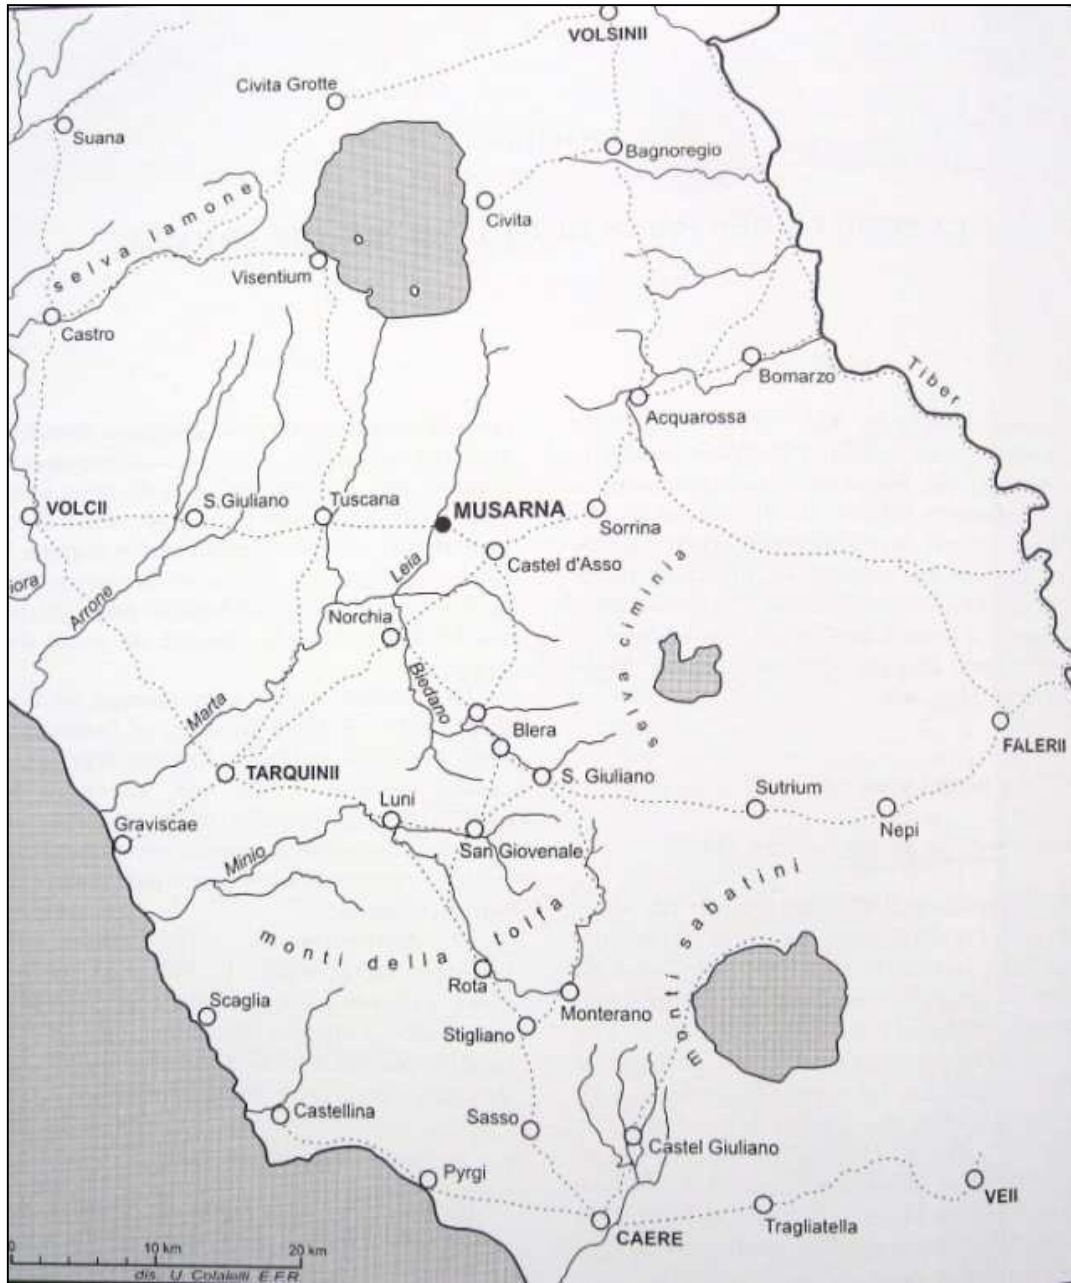 VOLSINII
Civita Grotte
Suana
Bagnoregio
selva lamone
Civita
Visentium
Castro
Tiber
Bomarzo
Acquarossa
VOLCII
S.Giuliano
Tuscana
MUSARNA
Sorrina
Castel d'Asso
iora
Arrone
Leia
selva ciminia
Norchia
Biedano
Marta
Blera
FALERII
TARQUINII
S. Giuliano
Sutrium
Nepi
Luni
Graviscae
San Giovenale
Minio
monti sabatini
monti della tolfa
Rota
Scaglia
Monterano
Stigliano
Castellina
Sasso
Castel Giuliano
Pyrgi
VEII
Tragliatella
CAERE
0 10 km 20 km
dis. U. Colalelli E.F.R.